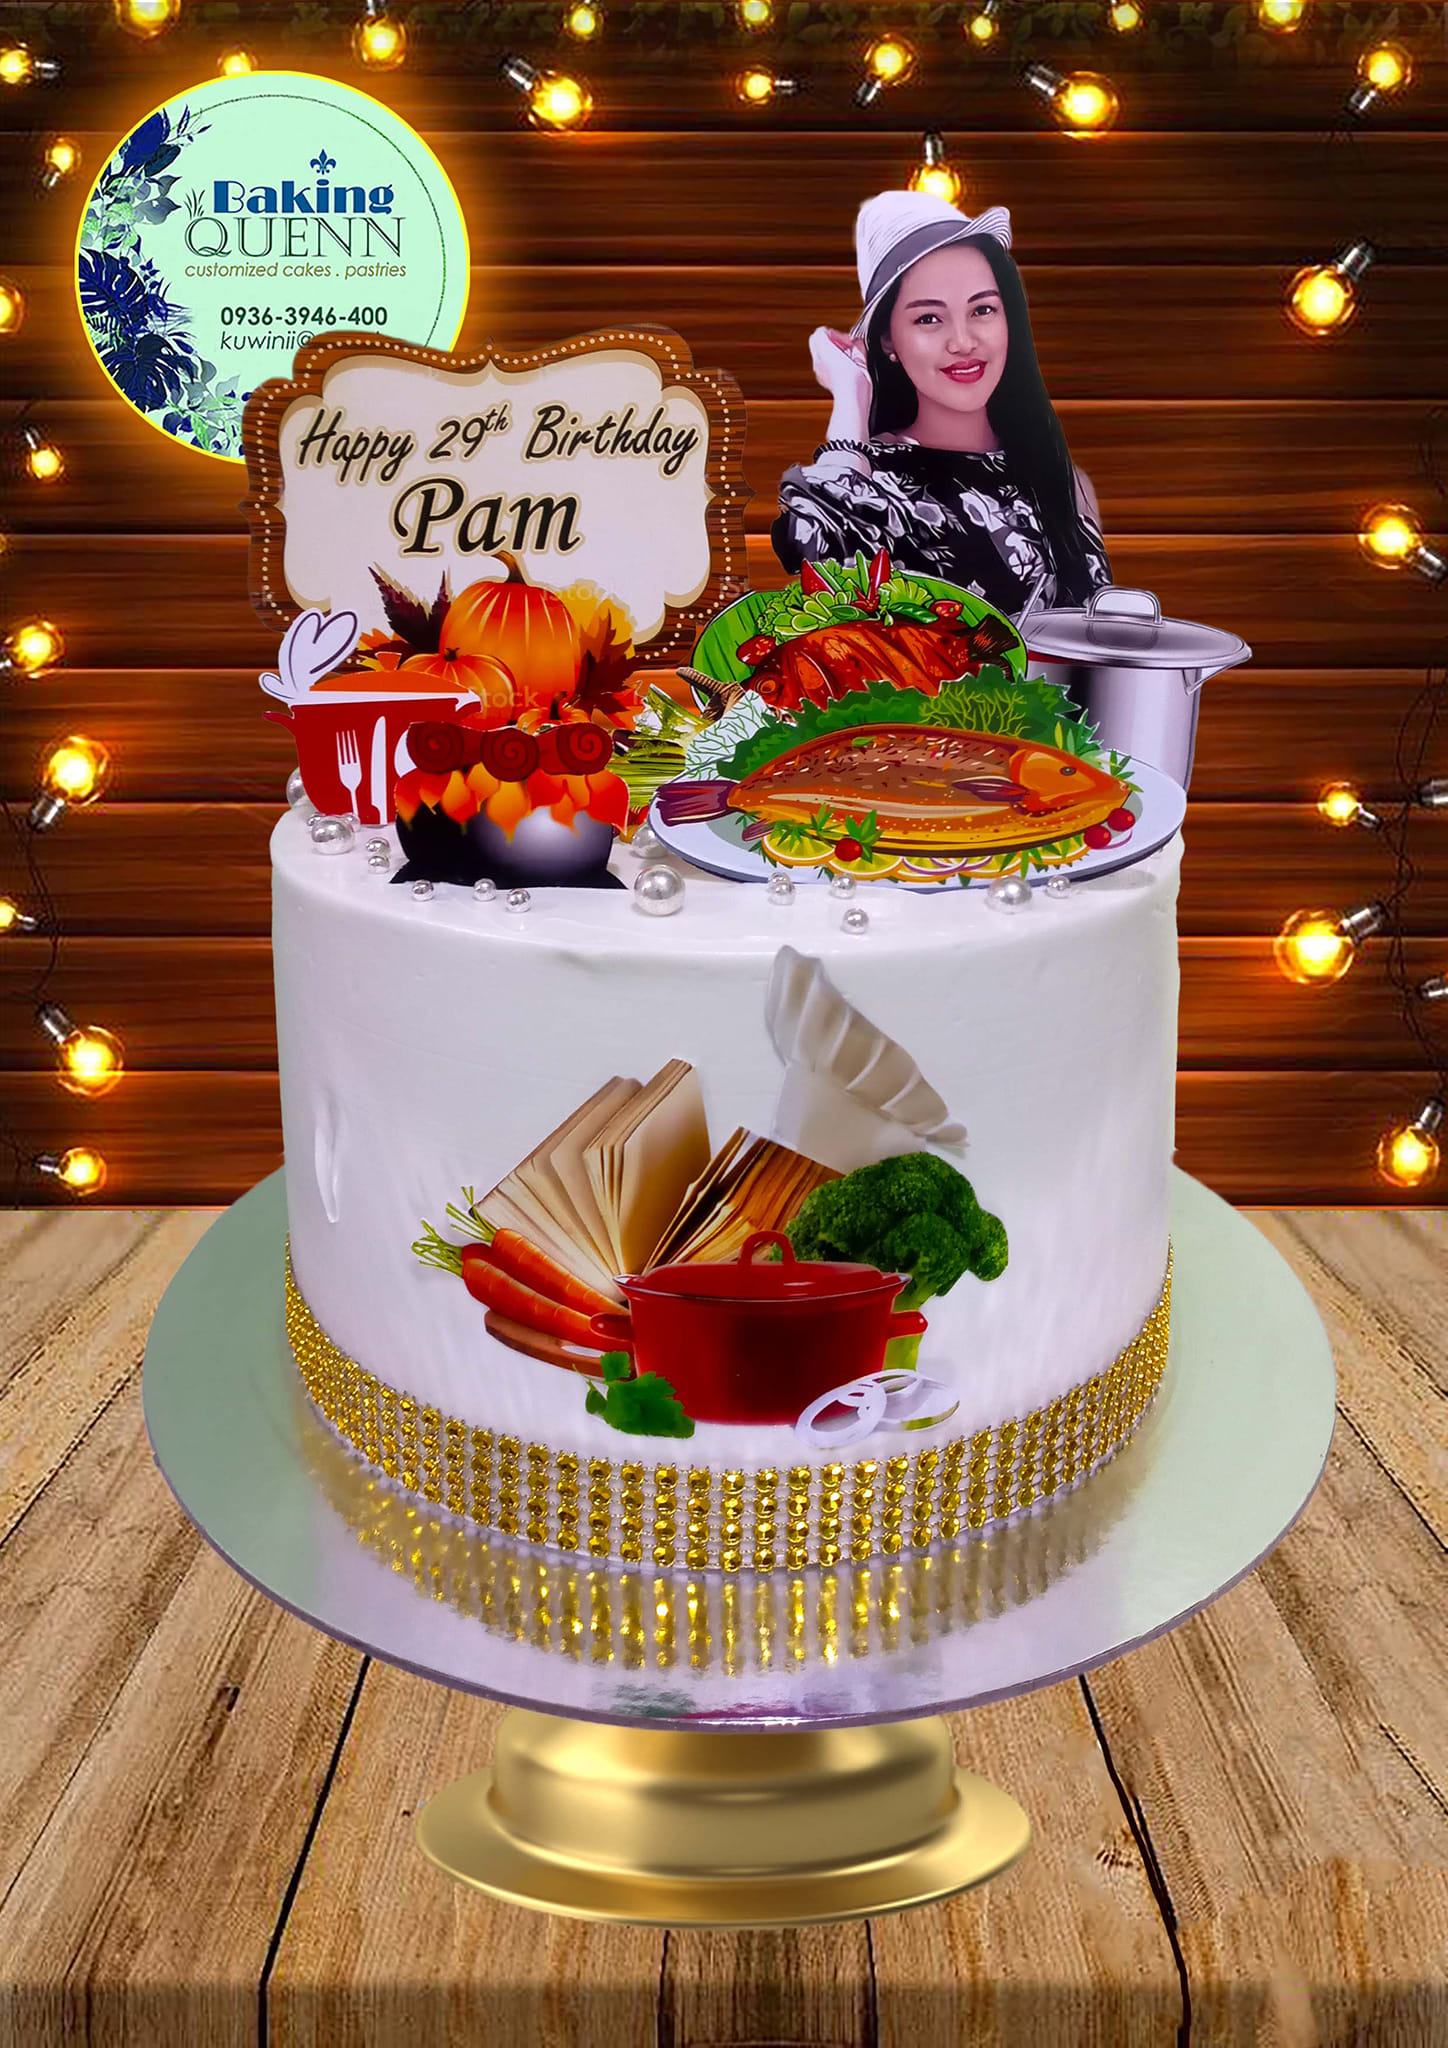 Baking
QUENN
customized cakes . pastries
0936-3946-400
Happy 29th Birthday
Pam